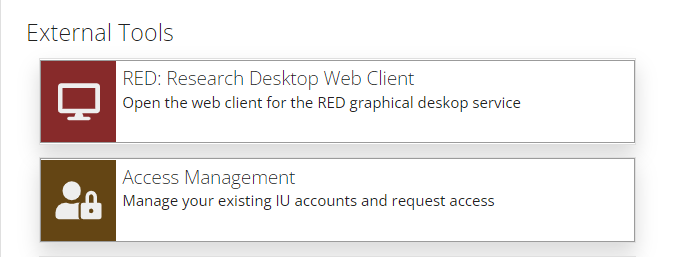 External Tools
RED: Research Desktop Web Client
Open the web client for the RED graphical deskop service
Access Management
Manage your existing IU accounts and request access